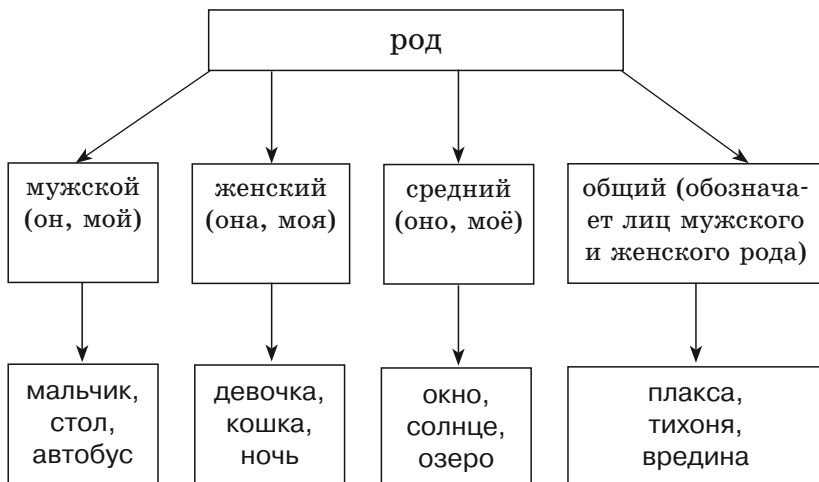 род
мужской
(он, мой)
женский
(она, моя)
средний
(оно, моё)
общий (обознача-
ет лиц мужского
и женского рода)
мальчик,
стол,
автобус
девочка,
кошка,
ночь
окно,
солнце,
озеро
плакса,
тихоня,
вредина